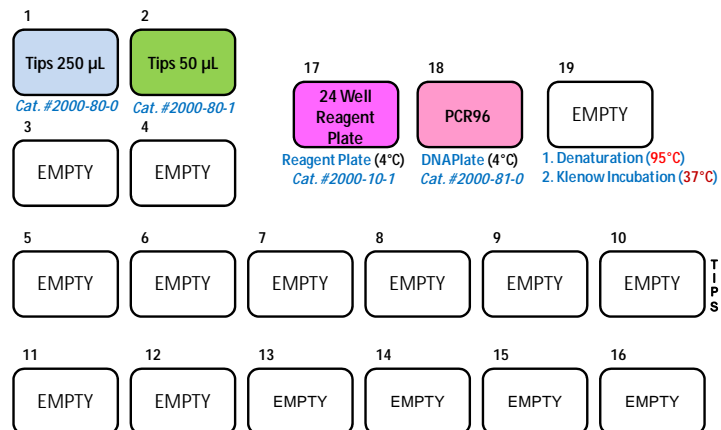 1
2
Tips 250 µL
Tips 50 µL
Cat. #2000-80-0
Cat. #2000-80-1
3
4
EMPTY
EMPTY
17
18
19
24 Well
Reagent
Plate
PCR96
EMPTY
Reagent Plate (4°C)
Cat. #2000-10-1
DNAPlate (4°C)
Cat. #2000-81-0
1. Denaturation (95°C)
2. Klenow Incubation (37°C)
5
6
7
8
9
10
EMPTY
EMPTY
EMPTY
EMPTY
EMPTY
EMPTY
TIPS
11
12
13
14
15
16
EMPTY
EMPTY
EMPTY
EMPTY
EMPTY
EMPTY